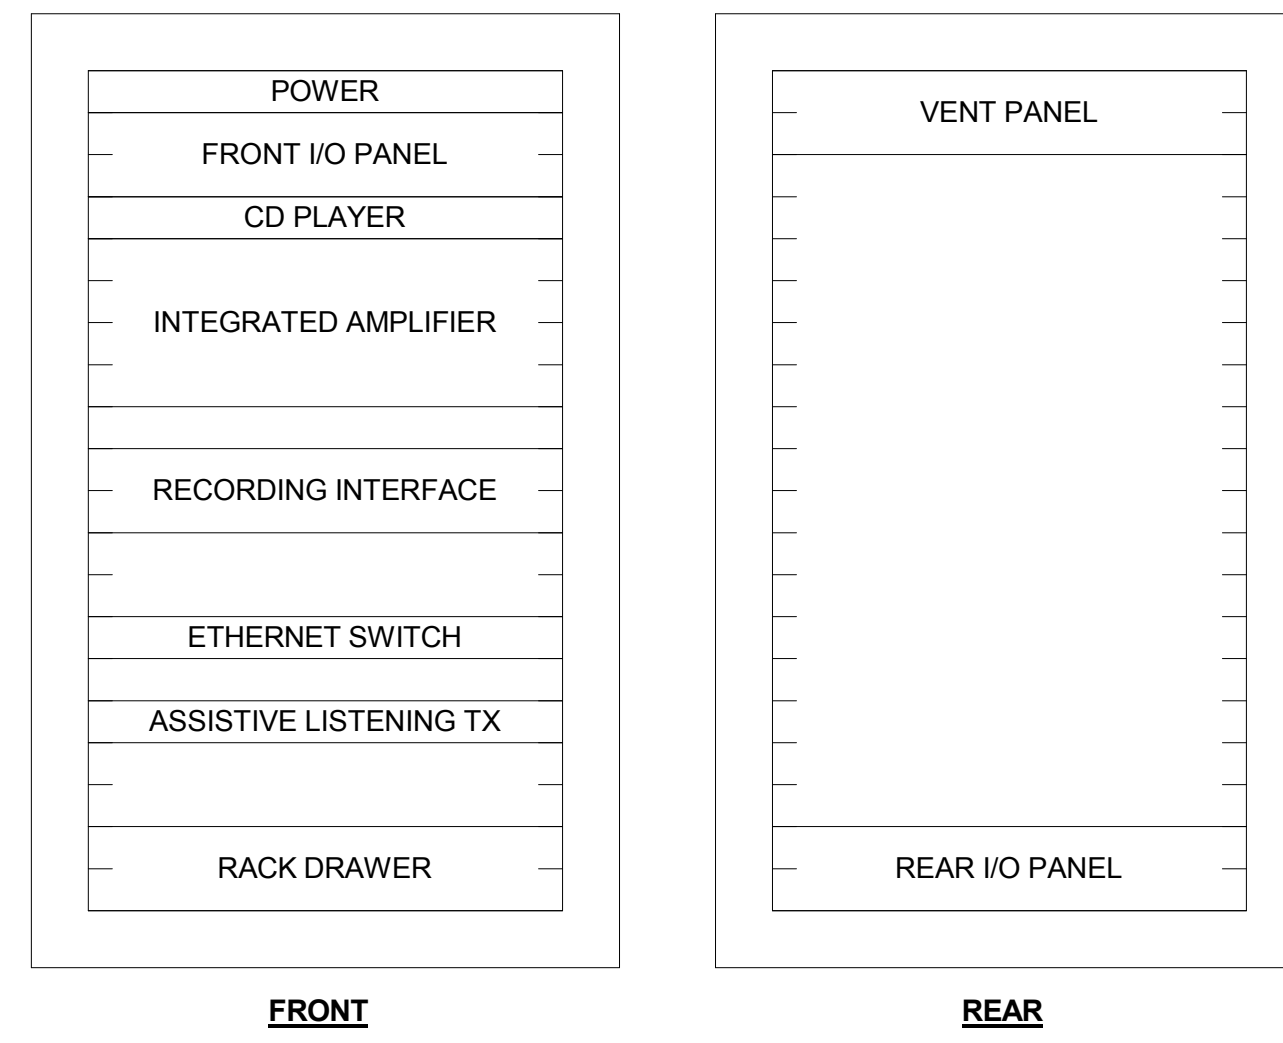 POWER
FRONT I/O PANEL
CD PLAYER
INTEGRATED AMPLIFIER
RECORDING INTERFACE
ETHERNET SWITCH
ASSISTIVE LISTENING TX
RACK DRAWER
FRONT
VENT PANEL
REAR I/O PANEL
REAR